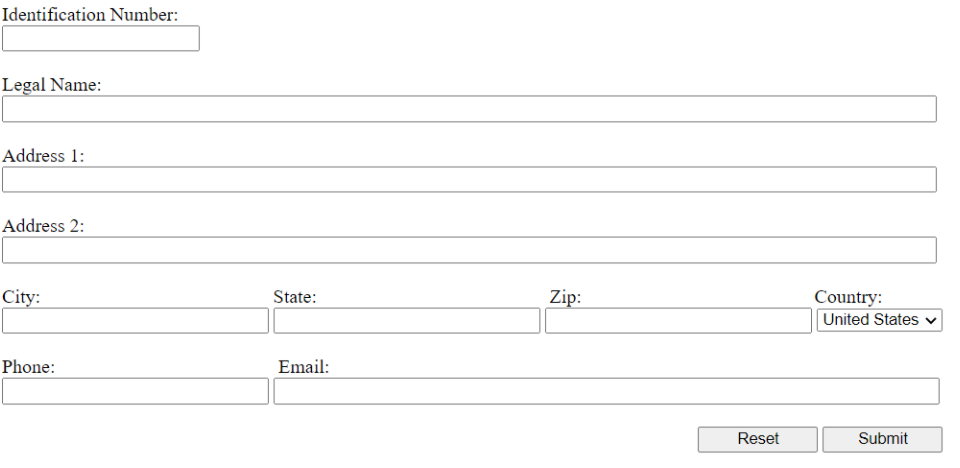 Identification Number:
Legal Name:
Address 1:
Address 2:
City: State: Zip: Country:
United States
Phone: Email:
Reset Submit